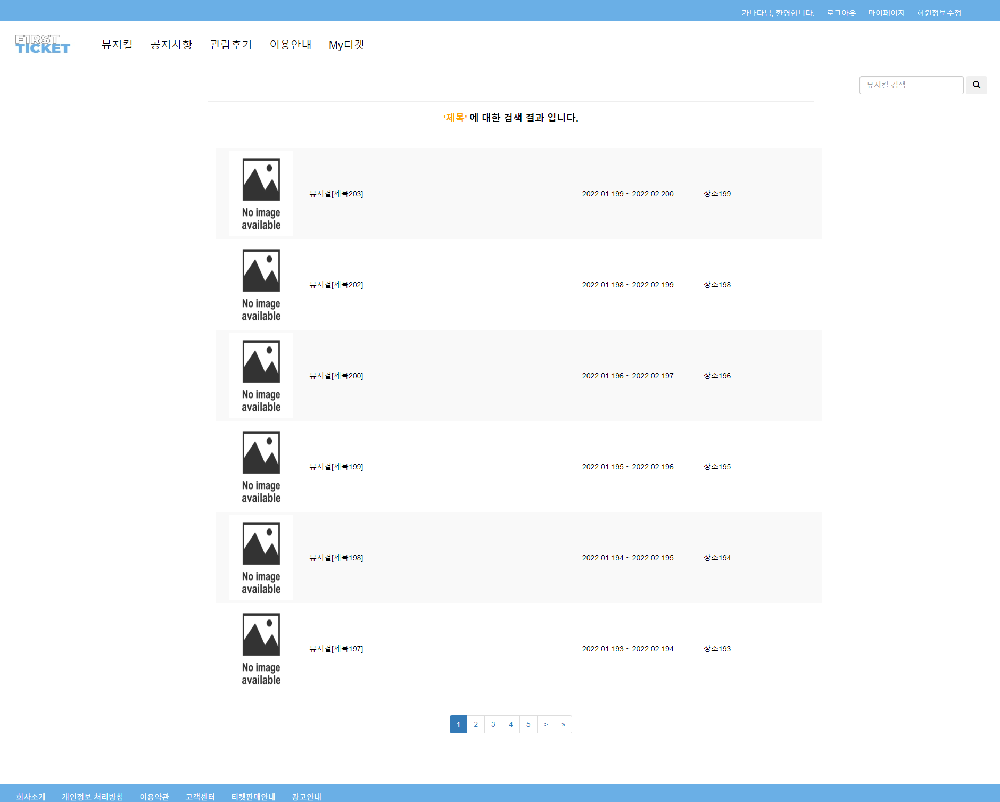 가나다님, 환영합니다. 로그아웃 마이페이지 회원정보수정
F1RST
TICKET
뮤지컬 공지사항 관람후기 이용안내 My티켓
뮤지컬 검색
'제목' 에 대한 검색 결과 입니다.
No image
available
뮤지컬[제목203] 2022.01.199 ~ 2022.02.200 장소199
No image
available
뮤지컬[제목202] 2022.01.198 ~ 2022.02.199 장소198
No image
available
뮤지컬[제목200] 2022.01.196 ~ 2022.02.197 장소196
No image
available
뮤지컬[제목199] 2022.01.195 ~ 2022.02.196 장소195
No image
available
뮤지컬[제목198] 2022.01.194 ~ 2022.02.195 장소194
No image
available
뮤지컬[제목197] 2022.01.193 ~ 2022.02.194 장소193
1 2 3 4 5 > »
회사소개 개인정보 처리방침 이용약관 고객센터 티켓판매안내 광고안내